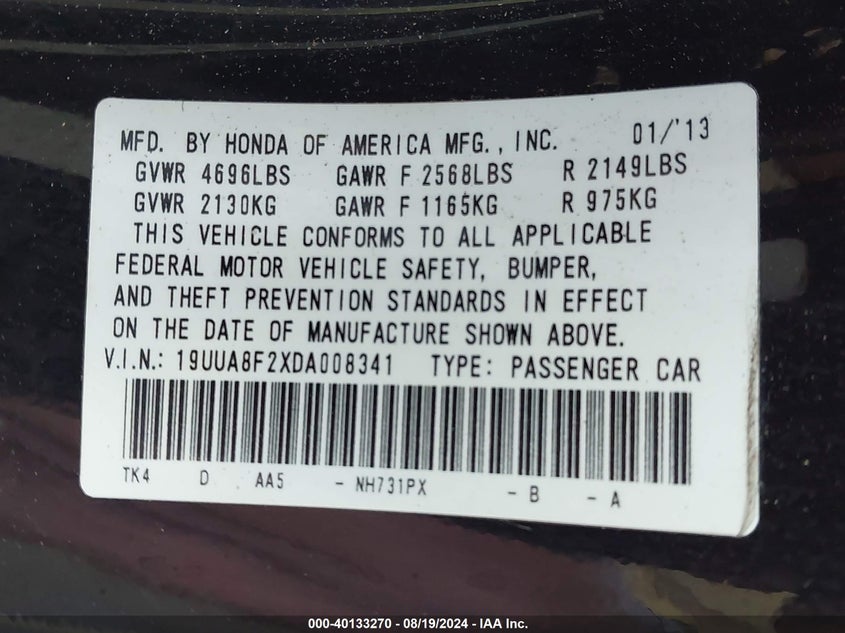 MFD. BY HONDA OF AMERICA MFG., INC. 01/'13
GVWR 4696LBS GAWR F 2568LBS R 2149LBS
GVWR 2130KG GAWR F 1165KG R 975KG
THIS VEHICLE CONFORMS TO ALL APPLICABLE
FEDERAL MOTOR VEHICLE SAFETY, BUMPER,
AND THEFT PREVENTION STANDARDS IN EFFECT
ON THE DATE OF MANUFACTURE SHOWN ABOVE.
V.I.N.: 19UUA8F2XDA008341 TYPE: PASSENGER CAR
TK4 D AA5 - NH731PX - B - A
000-40133270 - 08/19/2024 - IAA Inc.